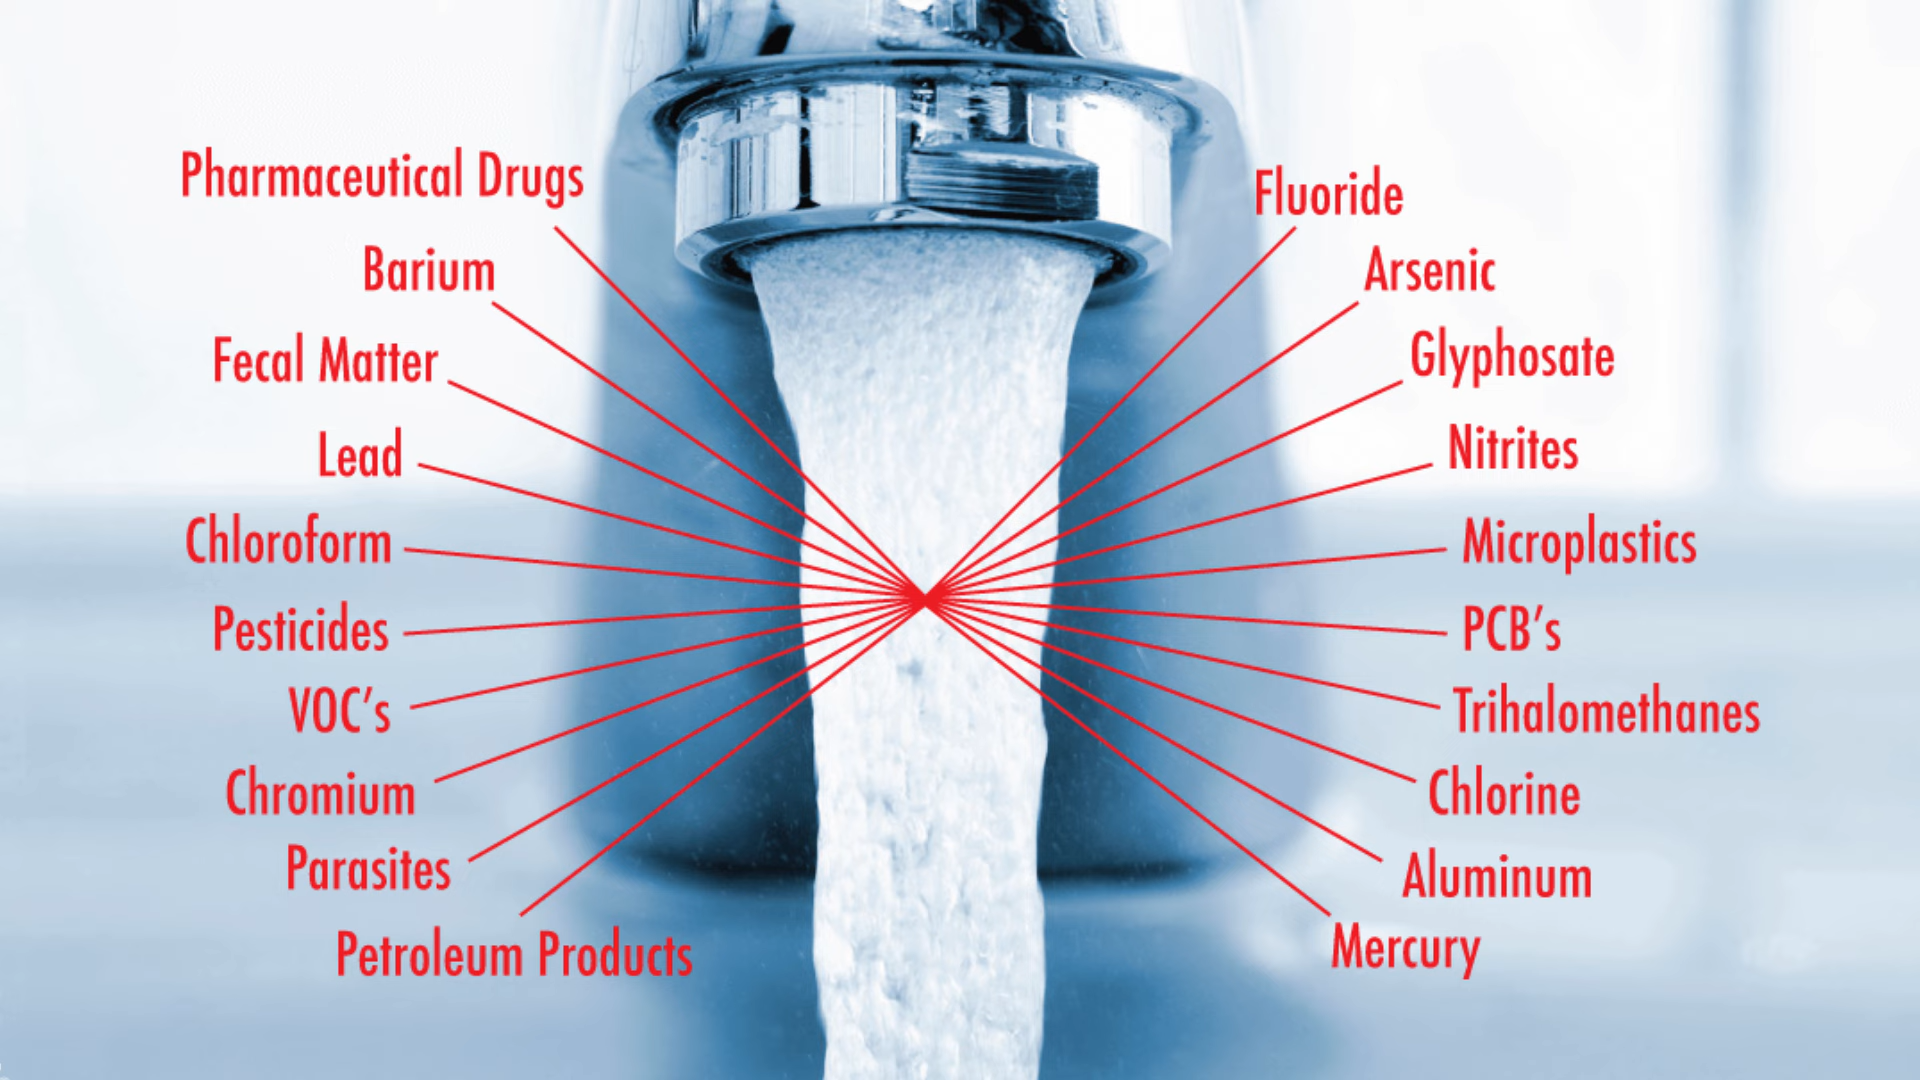 Pharmaceutical Drugs
Barium
Fecal Matter
Lead
Chloroform
Pesticides
VOC's
Chromium
Parasites
Petroleum Products
Fluoride
Arsenic
Glyphosate
Nitrites
Microplastics
PCB's
Trihalomethanes
Chlorine
Aluminum
Mercury